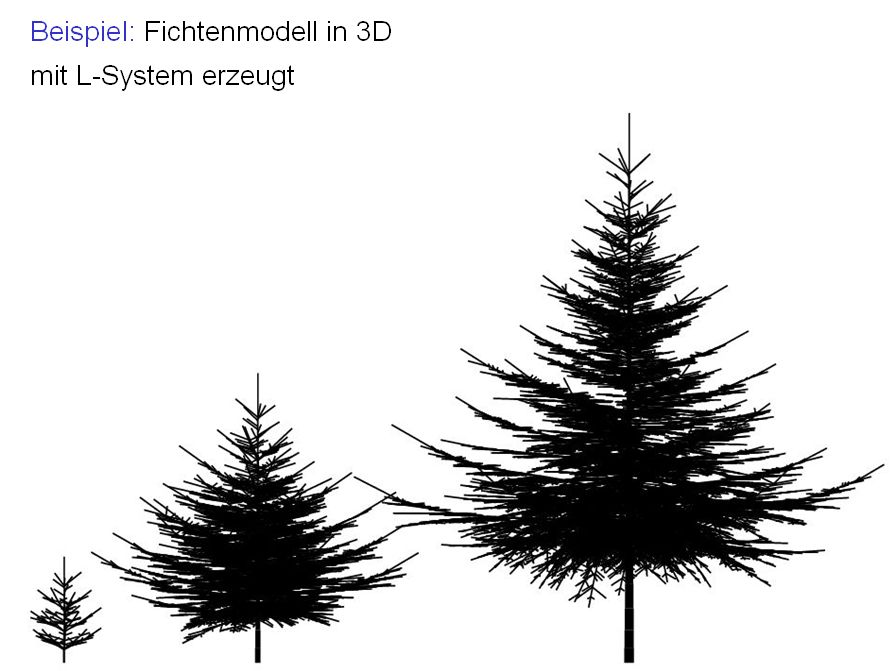 Beispiel: Fichtenmodell in 3D
mit L-System erzeugt